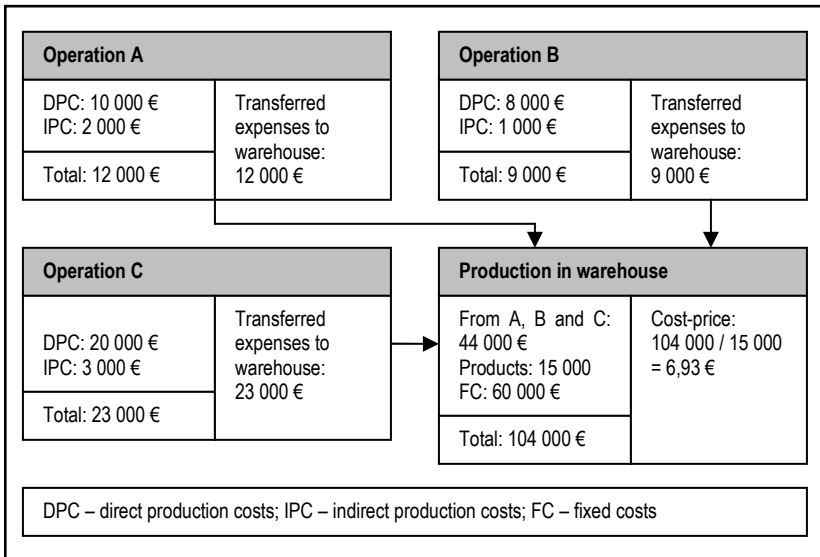 Operation A
DPC: 10 000 €
IPC: 2 000 €
Total: 12 000 €
Transferred
expenses to
warehouse:
12 000 €
Operation B
DPC: 8 000 €
IPC: 1 000 €
Total: 9 000 €
Transferred
expenses to
warehouse:
9 000 €
Operation C
DPC: 20 000 €
IPC: 3 000 €
Total: 23 000 €
Transferred
expenses to
warehouse:
23 000 €
Production in warehouse
From A, B and C:
44 000 €
Products: 15 000
FC: 60 000 €
Total: 104 000 €
Cost-price:
104 000 / 15 000
= 6,93 €
DPC – direct production costs; IPC – indirect production costs; FC – fixed costs